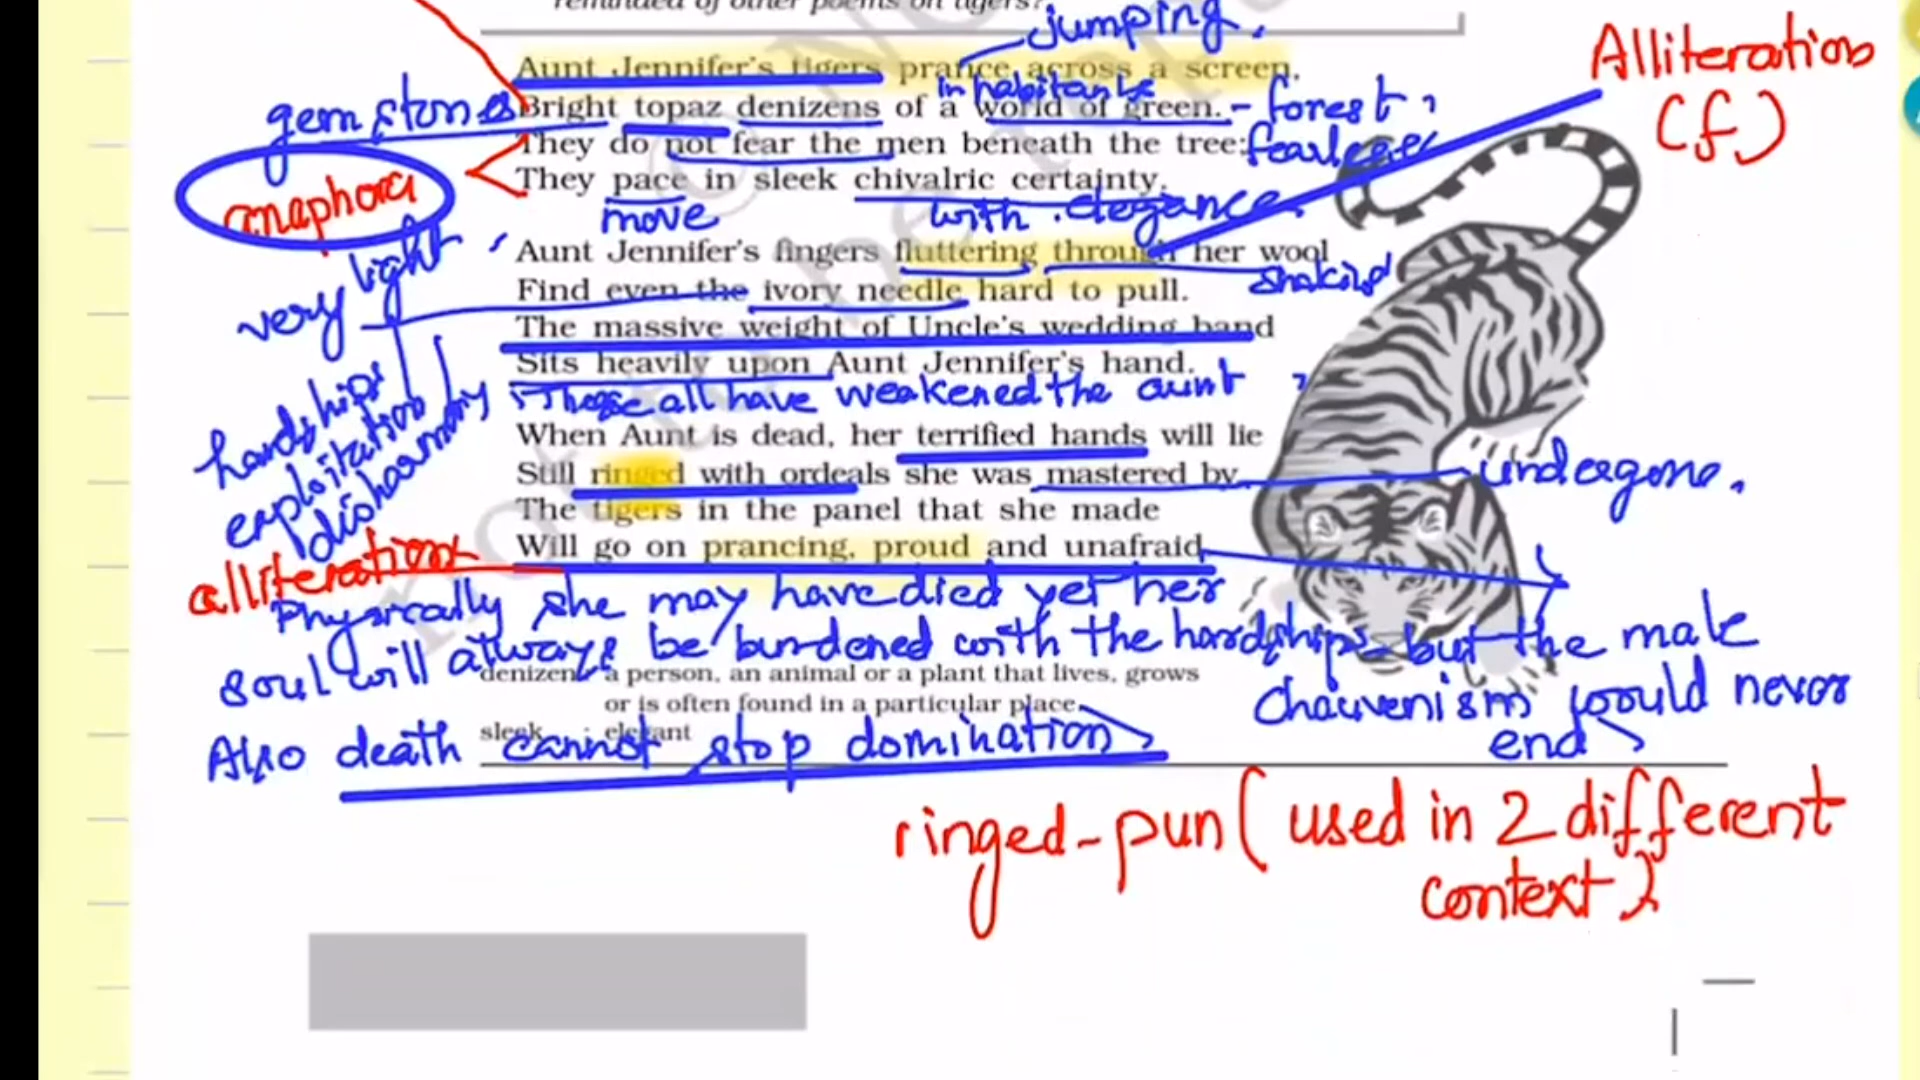 reminded of other poems on tigers?
jumping.
Alliteration
(f)
Aunt Jennifer's tigers prance across a screen,
inhabitants
gemstones
Bright topaz denizens of a world of green. - forest,
They do not fear the men beneath the tree;
fearless
anaphora
They pace in sleek chivalric certainty.
move
with elegance.
Aunt Jennifer's fingers fluttering through her wool
shaking
very light
Find even the ivory needle hard to pull.
The massive weight of Uncle's wedding band
Sits heavily upon Aunt Jennifer's hand.
These all have weakened the aunt
hardships
exploitation
disharmony
When Aunt is dead, her terrified hands will lie
Still ringed with ordeals she was mastered by.
undergone.
The tigers in the panel that she made
Will go on prancing, proud and unafraid.
alliteration
Physically she may have died yet her
soul will always be burdened with the hardships but the male
chauvenism would never
end
denizen : a person, an animal or a plant that lives, grows
or is often found in a particular place
sleek : elegant
Also death cannot stop domination
ringed-pun (used in 2 different
context)